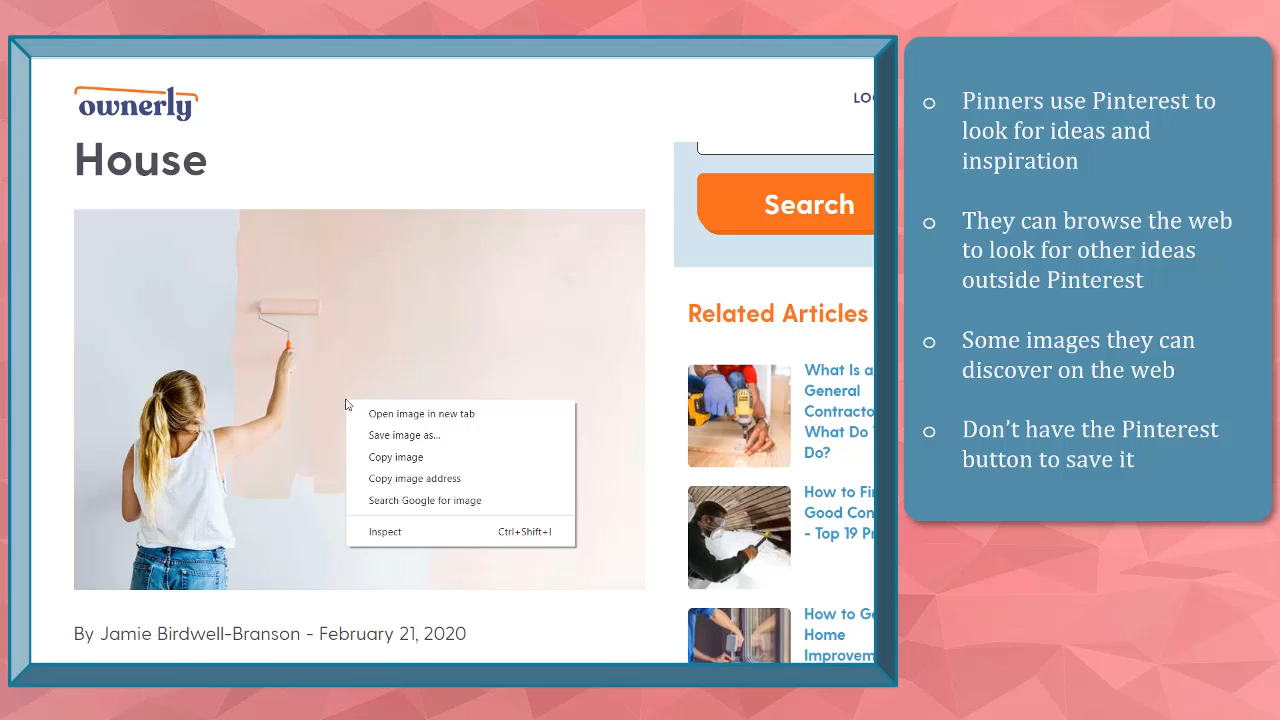 ownerly
LO
House
Search
Open image in new tab
Save image as...
Copy image
Copy image address
Search Google for image
Inspect Ctrl+Shift+I
By Jamie Birdwell-Branson - February 21, 2020
Related Articles
What Is a
General
Contracto
What Do
Do?
How to Fi
Good Con
- Top 19 P
How to G
Home
Improvem
o Pinners use Pinterest to
look for ideas and
inspiration
o They can browse the web
to look for other ideas
outside Pinterest
o Some images they can
discover on the web
o Don't have the Pinterest
button to save it